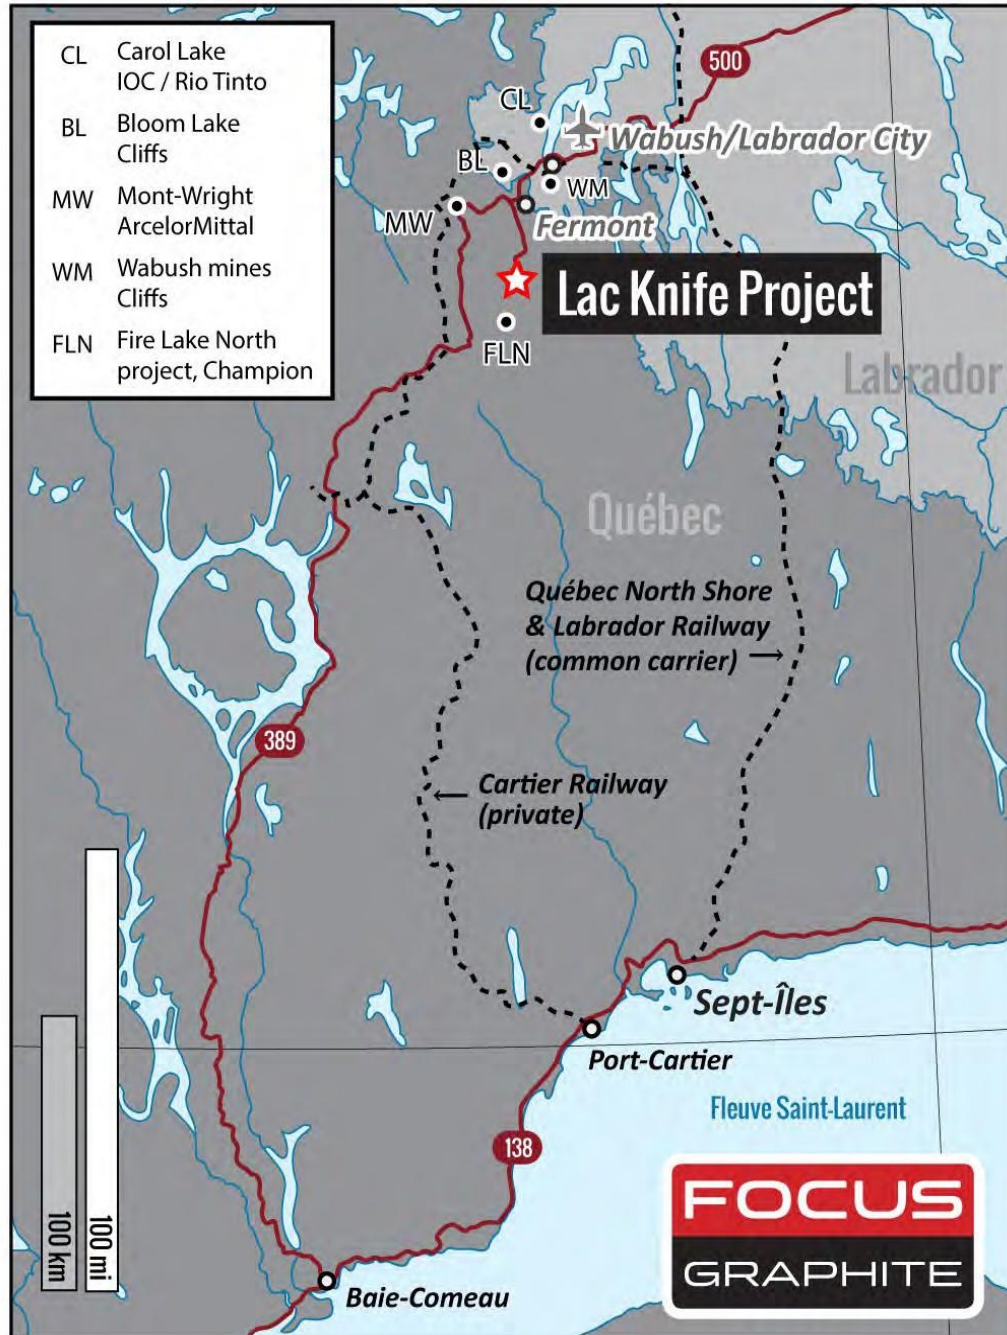 CL Carol Lake
IOC / Rio Tinto
BL Bloom Lake
Cliffs
MW Mont-Wright
ArcelorMittal
WM Wabush mines
Cliffs
FLN Fire Lake North
project, Champion
500
CL
Wabush/Labrador City
BL
WM
MW
Fermont
Lac Knife Project
FLN
Labrador
Québec
Québec North Shore
& Labrador Railway
(common carrier)
389
Cartier Railway
(private)
Sept-Îles
Port-Cartier
Fleuve Saint-Laurent
138
100 km
100 mi
Baie-Comeau
FOCUS
GRAPHITE